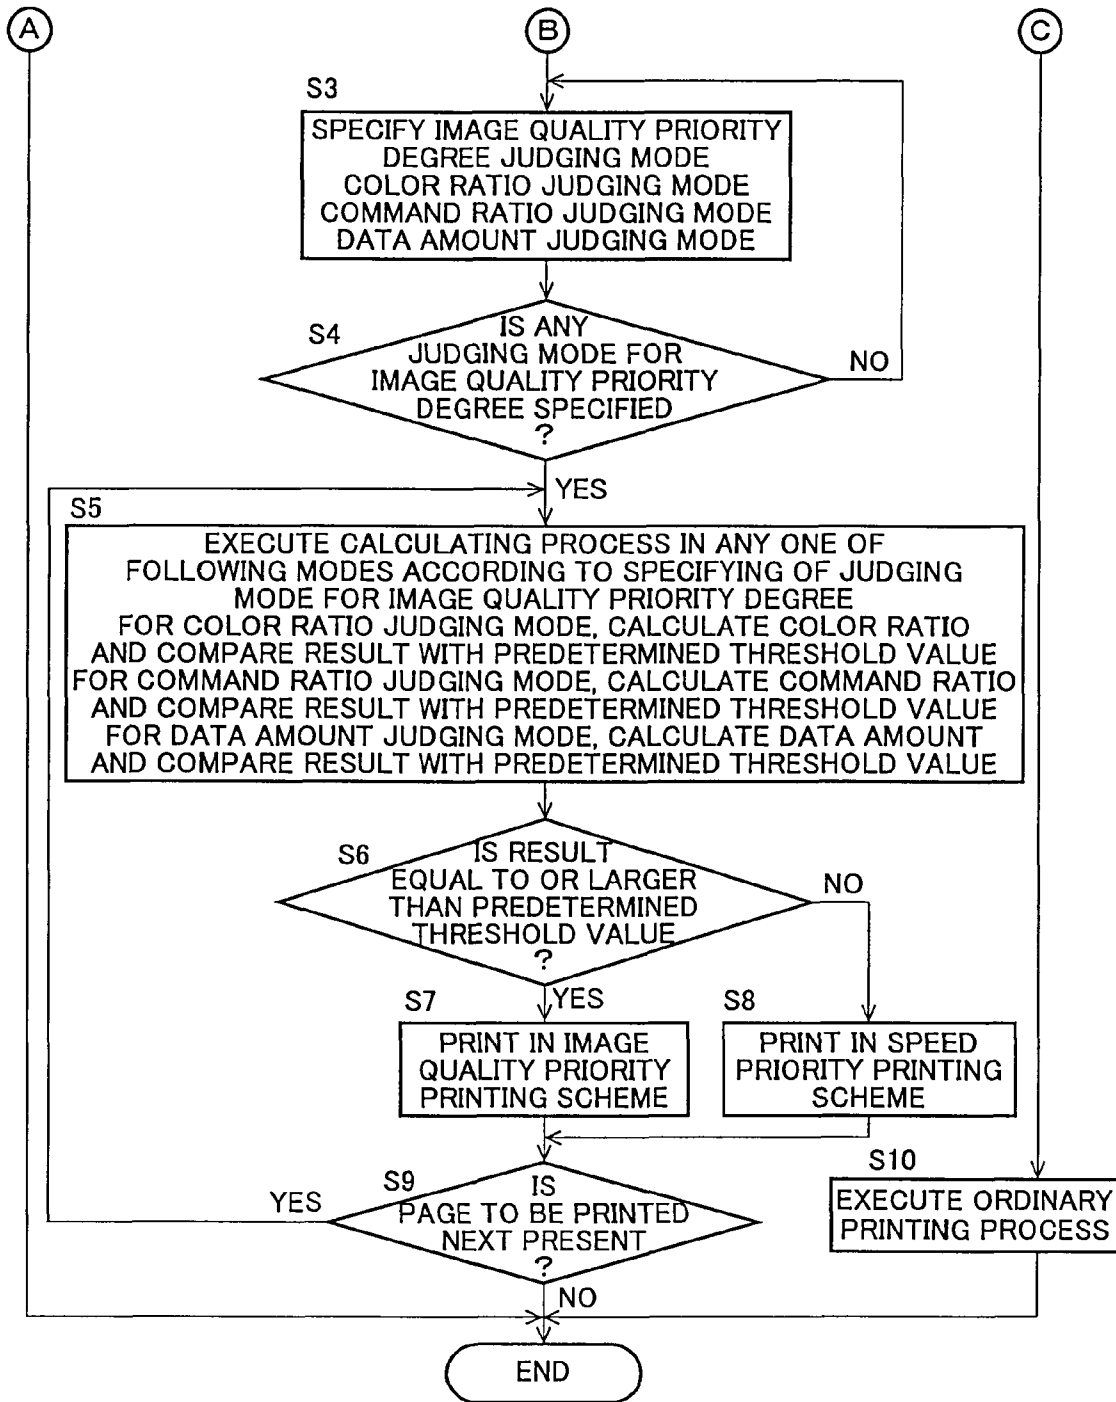 A
B
C
S3
SPECIFY IMAGE QUALITY PRIORITY
DEGREE JUDGING MODE
COLOR RATIO JUDGING MODE
COMMAND RATIO JUDGING MODE
DATA AMOUNT JUDGING MODE
S4
IS ANY
JUDGING MODE FOR
IMAGE QUALITY PRIORITY
DEGREE SPECIFIED
?
NO
YES
S5
EXECUTE CALCULATING PROCESS IN ANY ONE OF
FOLLOWING MODES ACCORDING TO SPECIFYING OF JUDGING
MODE FOR IMAGE QUALITY PRIORITY DEGREE
FOR COLOR RATIO JUDGING MODE, CALCULATE COLOR RATIO
AND COMPARE RESULT WITH PREDETERMINED THRESHOLD VALUE
FOR COMMAND RATIO JUDGING MODE, CALCULATE COMMAND RATIO
AND COMPARE RESULT WITH PREDETERMINED THRESHOLD VALUE
FOR DATA AMOUNT JUDGING MODE, CALCULATE DATA AMOUNT
AND COMPARE RESULT WITH PREDETERMINED THRESHOLD VALUE
S6
IS RESULT
EQUAL TO OR LARGER
THAN PREDETERMINED
THRESHOLD VALUE
?
NO
YES
S7
PRINT IN IMAGE
QUALITY PRIORITY
PRINTING SCHEME
S8
PRINT IN SPEED
PRIORITY PRINTING
SCHEME
S9
IS
PAGE TO BE PRINTED
NEXT PRESENT
?
YES
NO
S10
EXECUTE ORDINARY
PRINTING PROCESS
END